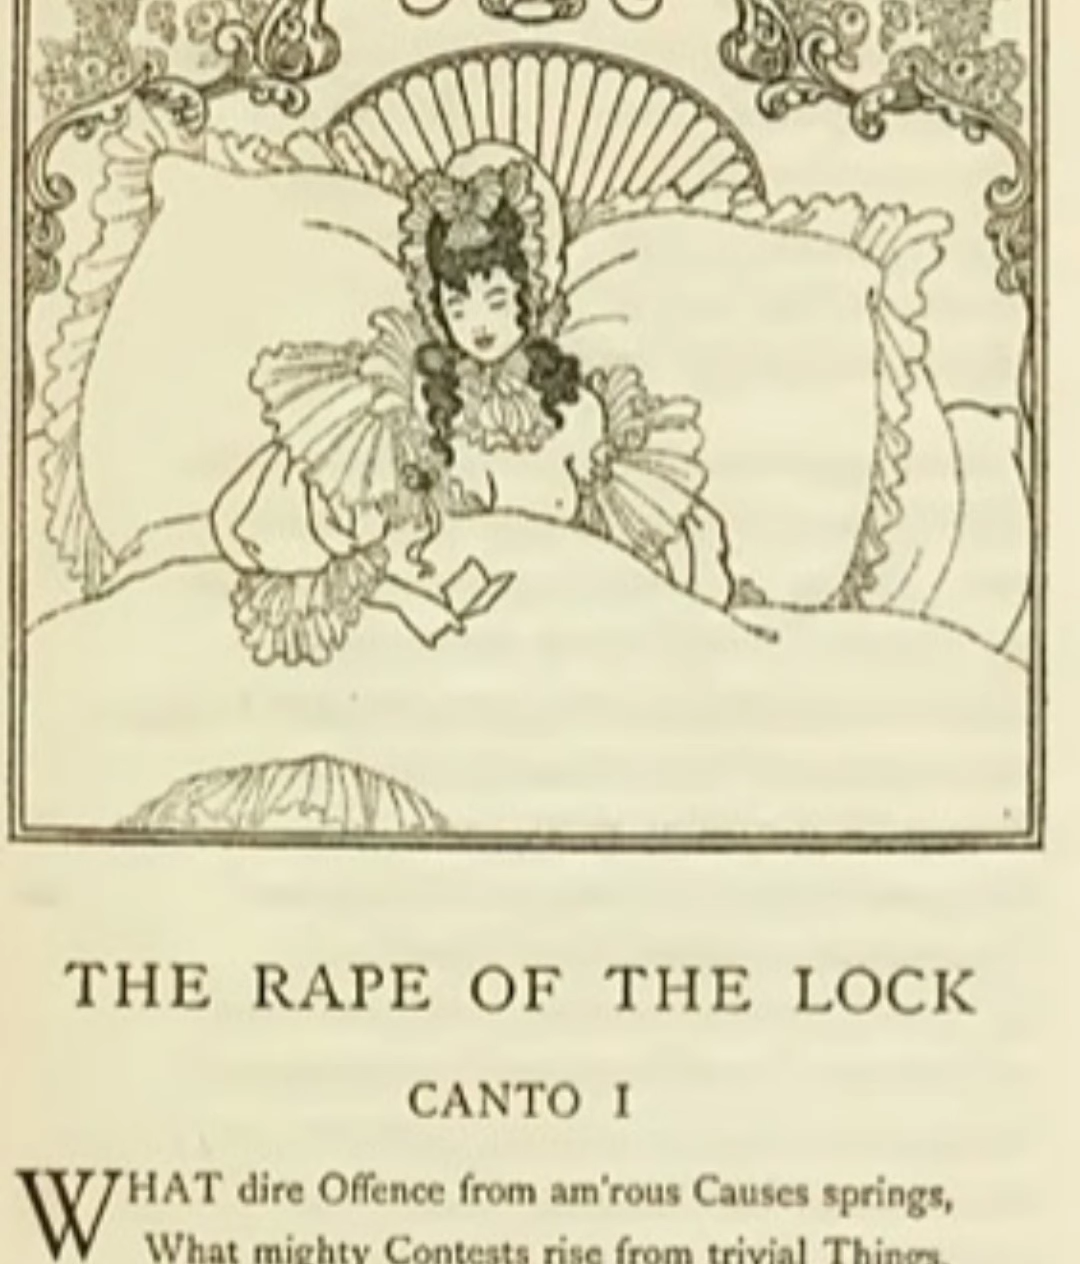 THE RAPE OF THE LOCK
CANTO I
WHAT dire Offence from am'rous Causes springs,
What mighty Contests rise from trivial Things,